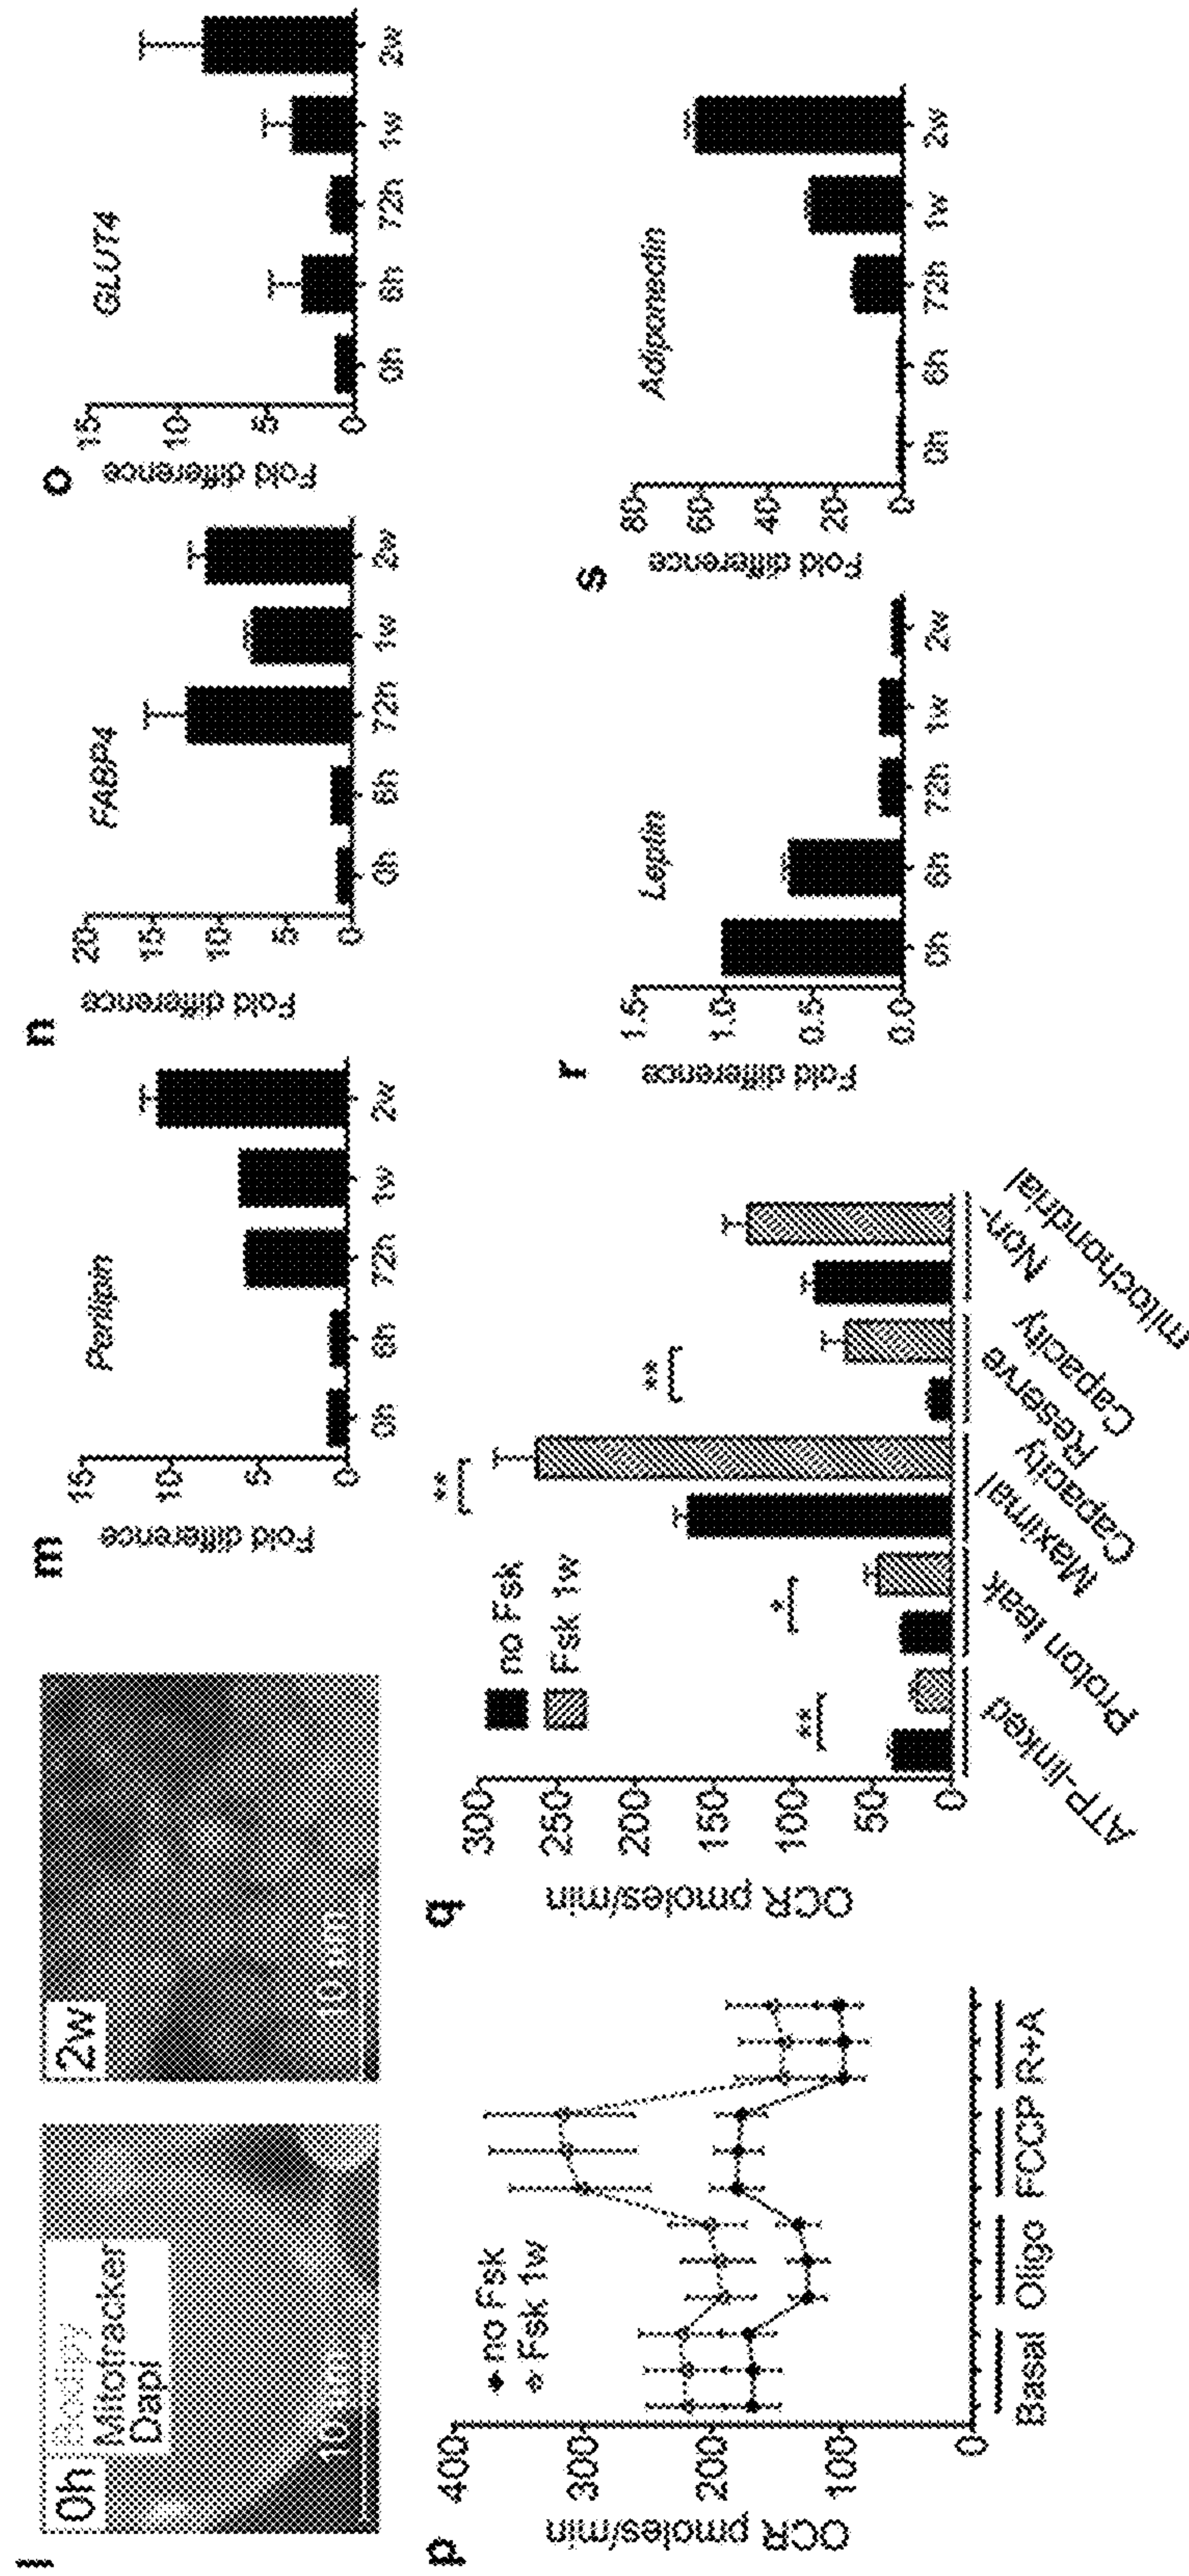 l
0h
Bodipy
Mitotracker
Dapi
10 um
2w
10 um
m
Perilipin
Fold difference
15
10
5
0
0h 6h 72h 1w 2w
n
FABP4
Fold difference
20
15
10
5
0
0h 6h 72h 1w 2w
o
GLUT4
Fold difference
15
10
5
0
0h 6h 72h 1w 2w
p
OCR pmoles/min
400
300
200
100
0
no Fsk
Fsk 1w
Basal Oligo FCCP R+A
q
OCR pmoles/min
300
250
200
150
100
50
0
no Fsk
Fsk 1w
**
*
**
**
ATP-linked
Proton leak
Maximal
Capacity
Reserve
Capacity
Non-
mitochondrial
r
Leptin
Fold difference
1.5
1.0
0.5
0.0
0h 6h 72h 1w 2w
s
Adiponectin
Fold difference
80
60
40
20
0
0h 6h 72h 1w 2w